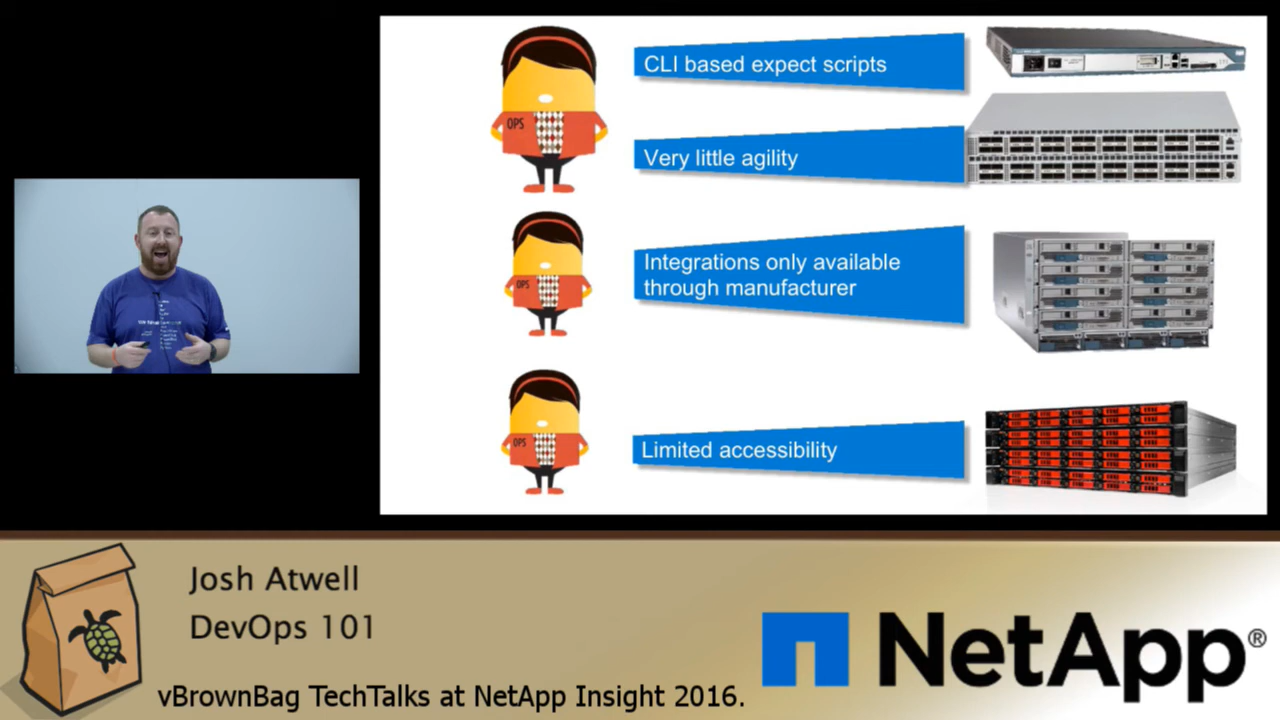 OPS
CLI based expect scripts
Very little agility
OPS
Integrations only available
through manufacturer
OPS
Limited accessibility
Josh Atwell
DevOps 101
vBrownBag TechTalks at NetApp Insight 2016.
NetApp®